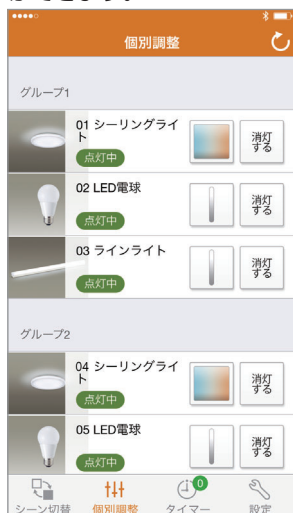 個別調整
グループ1
01 シーリングライ
ト
点灯中
消灯
する
02 LED電球
点灯中
消灯
する
03 ラインライト
点灯中
消灯
する
グループ2
04 シーリングライ
ト
点灯中
消灯
する
05 LED電球
点灯中
消灯
する
0
シーン切替 個別調整 タイマー 設定